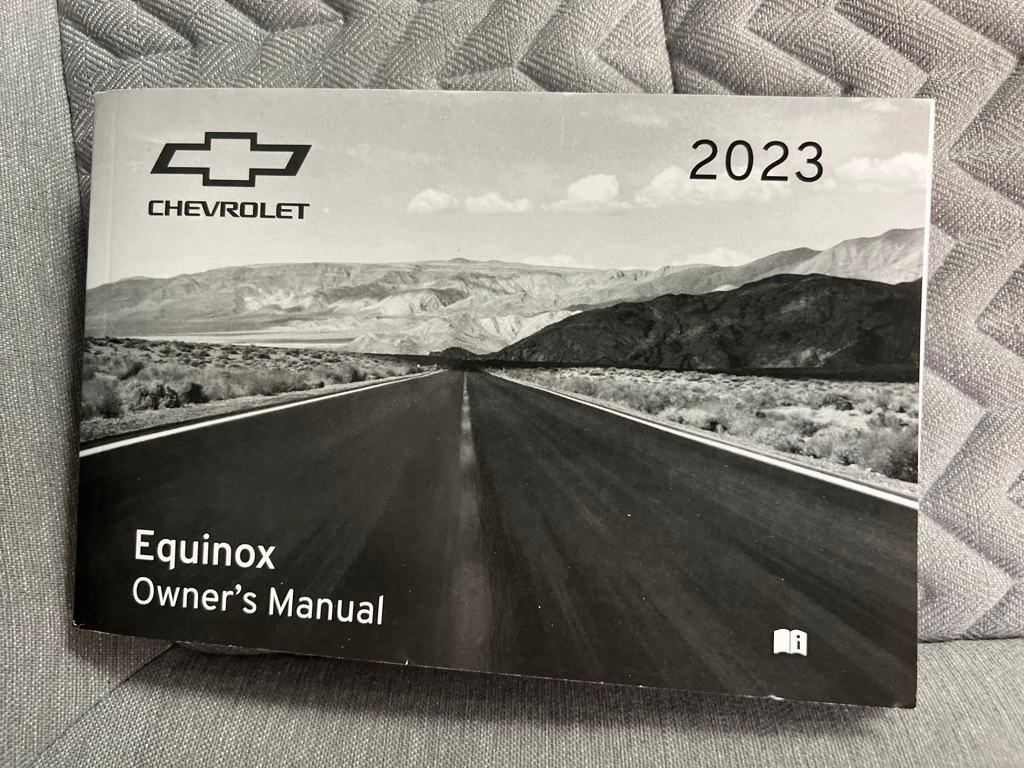 CHEVROLET
2023
Equinox
Owner's Manual
i